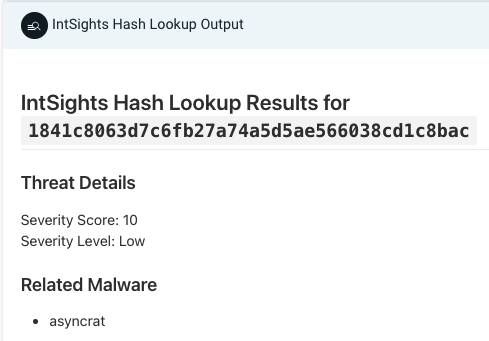 IntSights Hash Lookup Output
IntSights Hash Lookup Results for
1841c8063d7c6fb27a74a5d5ae566038cd1c8bac
Threat Details
Severity Score: 10
Severity Level: Low
Related Malware
• asyncrat